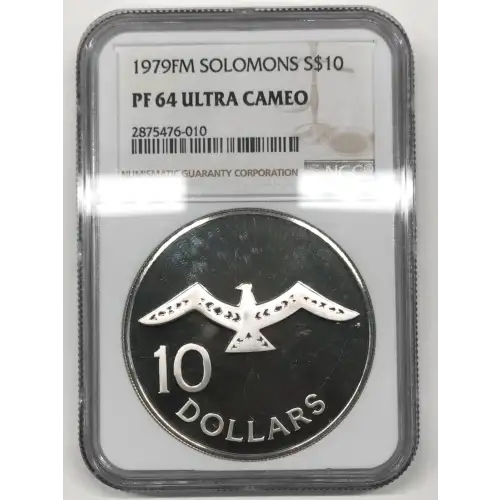 1979FM SOLOMONS S$10
PF 64 ULTRA CAMEO
2875476-010
NUMISMATIC GUARANTY CORPORATION
NGC
10
DOLLARS